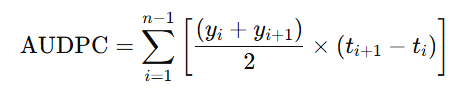 AUDPC = \sum_{i=1}^{n-1} \left[ \frac{(y_i + y_{i+1})}{2} \times (t_{i+1} - t_i) \right]